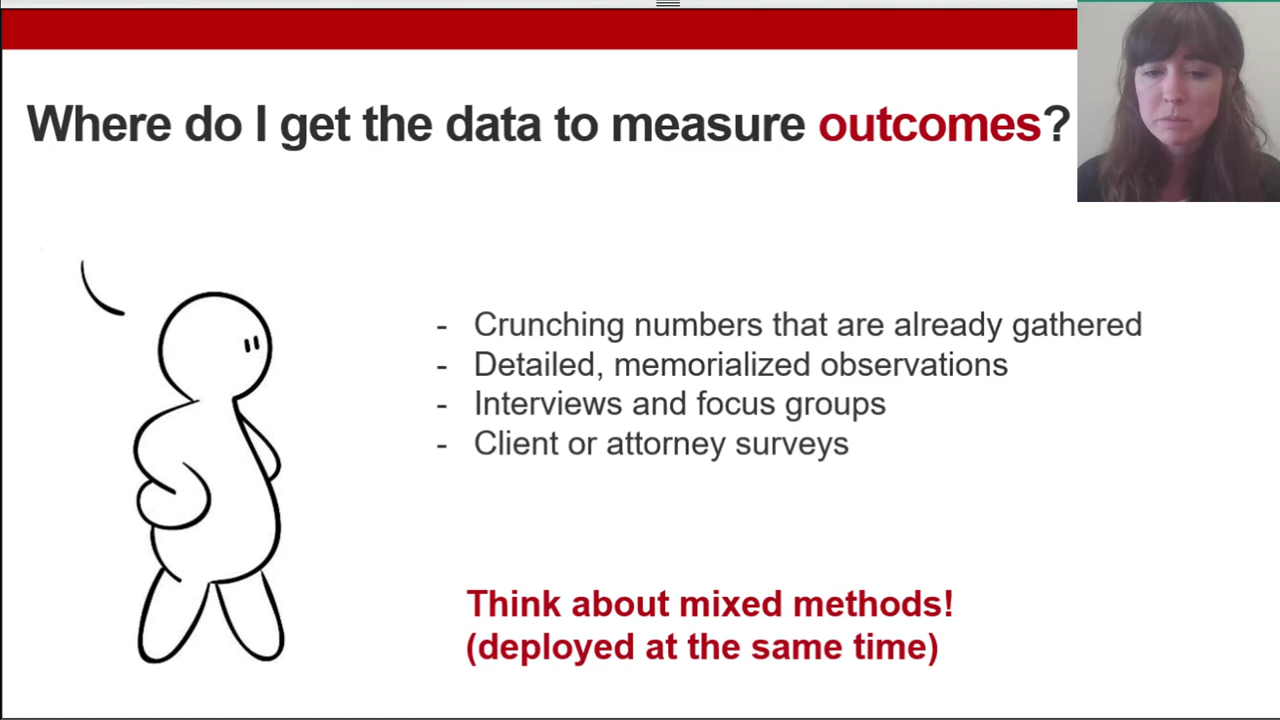 Where do I get the data to measure outcomes?
- Crunching numbers that are already gathered
- Detailed, memorialized observations
- Interviews and focus groups
- Client or attorney surveys
Think about mixed methods!
(deployed at the same time)